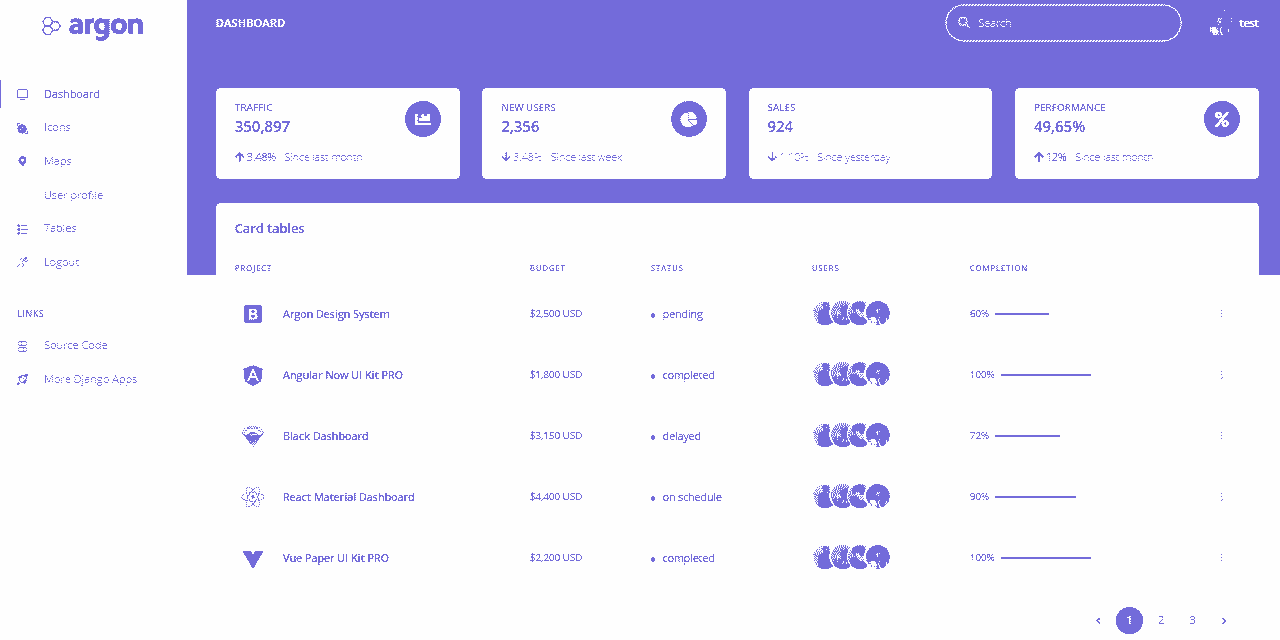 argon
DASHBOARD
Search
test
Dashboard
Icons
Maps
User profile
Tables
Logout
LINKS
Source Code
More Django Apps
TRAFFIC
350,897
3.48% Since last month
NEW USERS
2,356
3.48% Since last week
SALES
924
1.10% Since yesterday
PERFORMANCE
49,65%
12% Since last month
Card tables
PROJECT BUDGET STATUS USERS COMPLETION
Argon Design System $2,500 USD pending 60%
Angular Now UI Kit PRO $1,800 USD completed 100%
Black Dashboard $3,150 USD delayed 72%
React Material Dashboard $4,400 USD on schedule 90%
Vue Paper UI Kit PRO $2,200 USD completed 100%
1 2 3